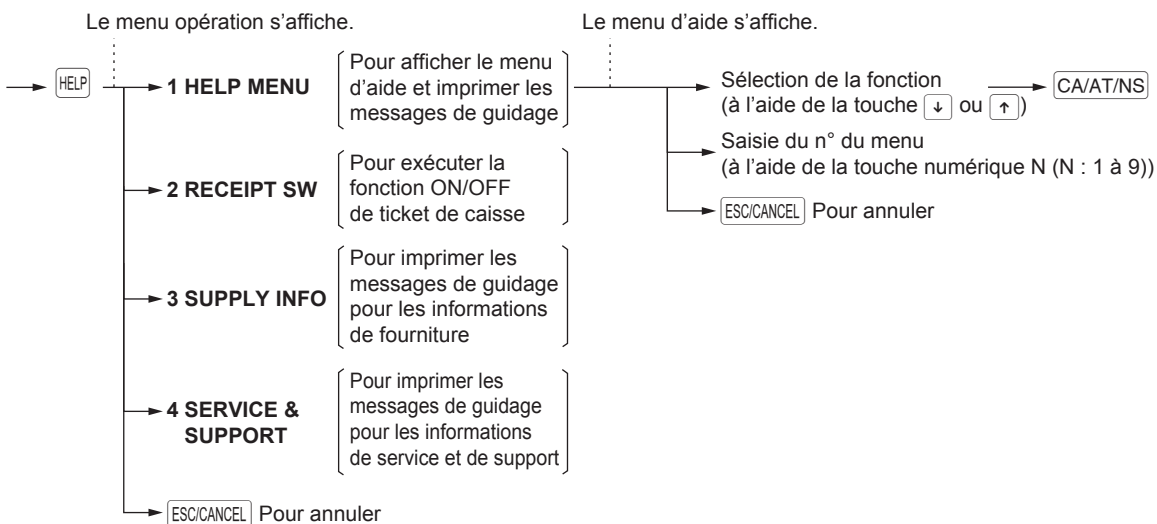 Le menu opération s’affiche.
Le menu d’aide s’affiche.
HELP
1 HELP MENU
Pour afficher le menu
d’aide et imprimer les
messages de guidage
Sélection de la fonction
(à l’aide de la touche ↓ ou ↑)
CA/AT/NS
Saisie du n° du menu
(à l’aide de la touche numérique N (N : 1 à 9))
ESC/CANCEL Pour annuler
2 RECEIPT SW
Pour exécuter la
fonction ON/OFF
de ticket de caisse
3 SUPPLY INFO
Pour imprimer les
messages de guidage
pour les informations
de fourniture
4 SERVICE &
SUPPORT
Pour imprimer les
messages de guidage
pour les informations
de service et de support
ESC/CANCEL Pour annuler